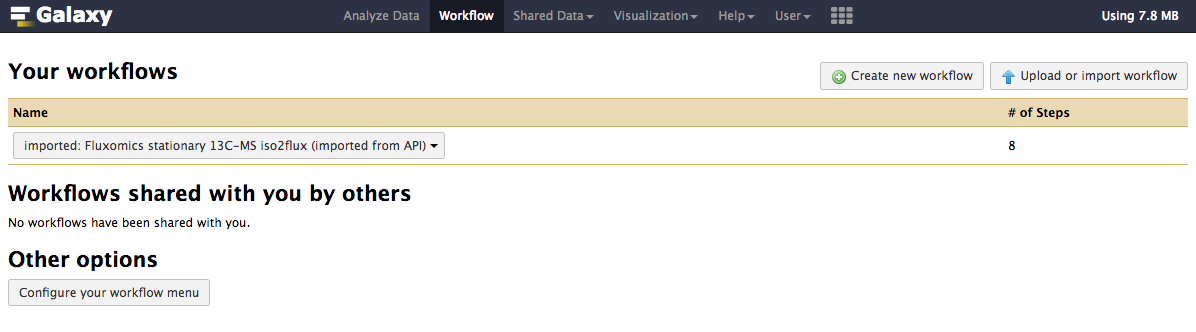 Galaxy Analyze Data Workflow Shared Data Visualization Help User Using 7.8 MB
Your workflows Create new workflow Upload or import workflow
Name # of Steps
imported: Fluxomics stationary 13C-MS iso2flux (imported from API) 8
Workflows shared with you by others
No workflows have been shared with you.
Other options
Configure your workflow menu